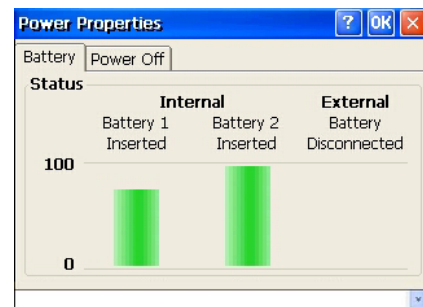 Power Properties ? OK ×
Battery Power Off
Status
Internal External
Battery 1 Battery 2 Battery
Inserted Inserted Disconnected
100
0